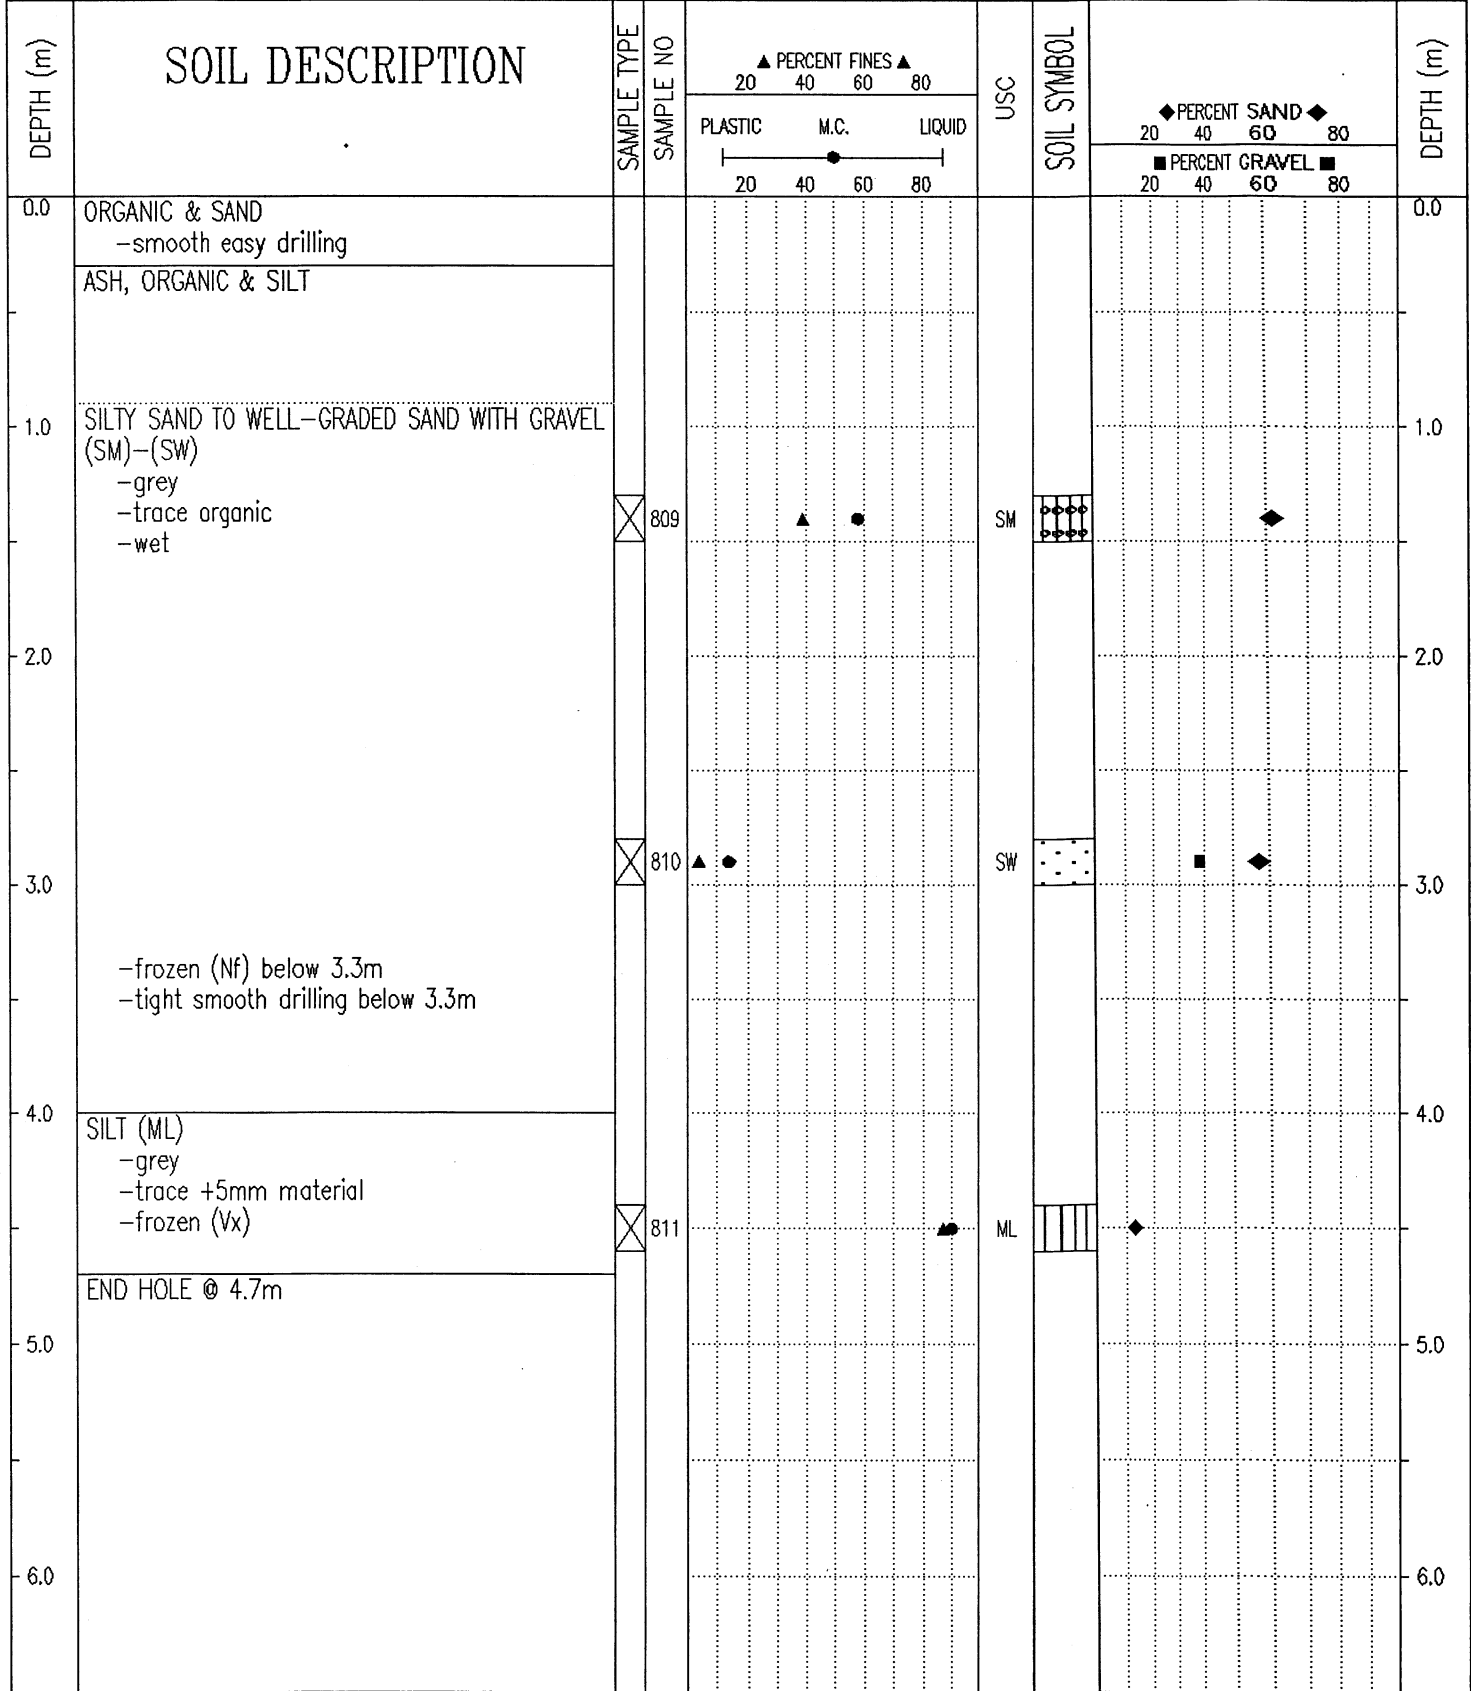 DEPTH (m)
SOIL DESCRIPTION
SAMPLE TYPE
SAMPLE NO
▲ PERCENT FINES ▲
20 40 60 80
PLASTIC M.C. LIQUID
20 40 60 80
USC
SOIL SYMBOL
◆ PERCENT SAND ◆
20 40 60 80
■ PERCENT GRAVEL ■
20 40 60 80
DEPTH (m)
0.0 ORGANIC & SAND 0.0
-smooth easy drilling
ASH, ORGANIC & SILT
SILTY SAND TO WELL-GRADED SAND WITH GRAVEL
1.0 1.0
(SM)-(SW)
-grey
-trace organic 809 SM
-wet
2.0 2.0
810 SW
3.0 3.0
-frozen (Nf) below 3.3m
-tight smooth drilling below 3.3m
4.0 4.0
SILT (ML)
-grey
-trace +5mm material
-frozen (Vx) 811 ML
END HOLE @ 4.7m
5.0 5.0
6.0 6.0